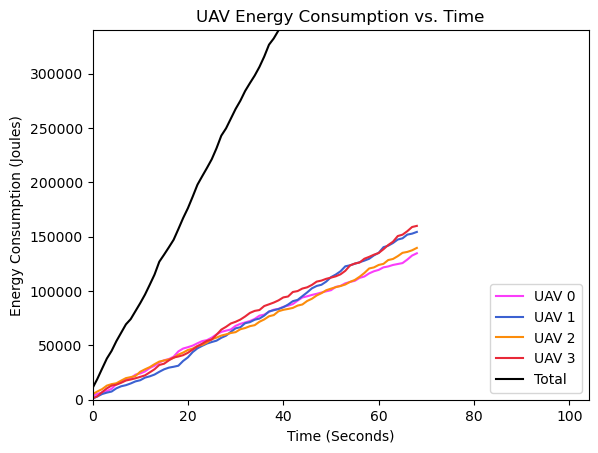 UAV Energy Consumption vs. Time
Energy Consumption (Joules)
300000
250000
200000
150000
100000
50000
0
0 20 40 60 80 100
Time (Seconds)
UAV 0
UAV 1
UAV 2
UAV 3
Total